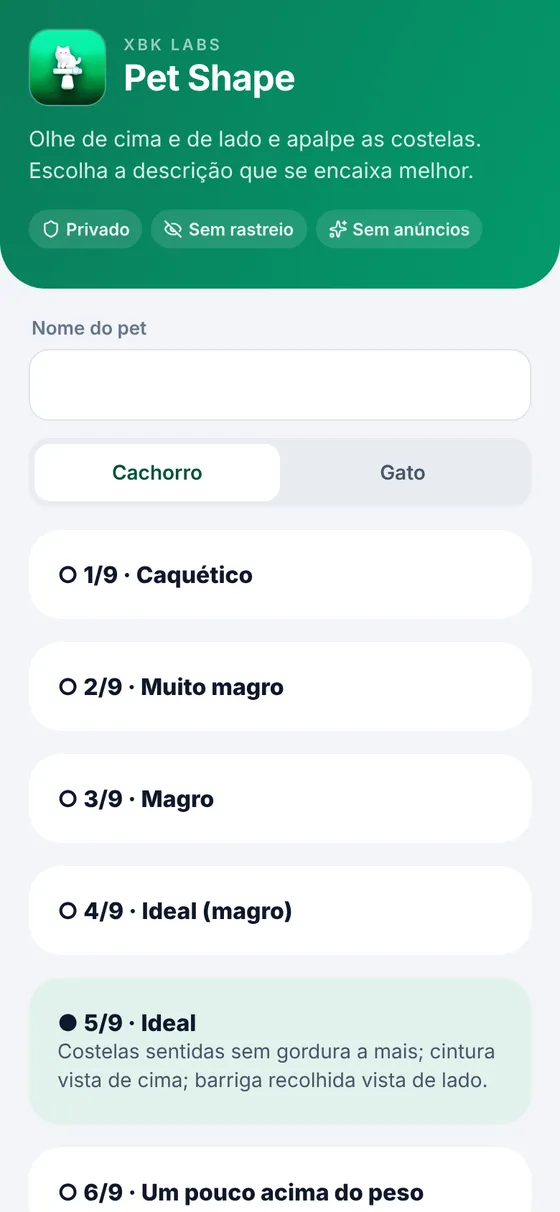 XBK LABS
Pet Shape
Olhe de cima e de lado e apalpe as costelas.
Escolha a descrição que se encaixa melhor.
Privado
Sem rastreio
Sem anúncios
Nome do pet
Cachorro
Gato
1/9 · Caquético
2/9 · Muito magro
3/9 · Magro
4/9 · Ideal (magro)
5/9 · Ideal
Costelas sentidas sem gordura a mais; cintura
vista de cima; barriga recolhida vista de lado.
6/9 · Um pouco acima do peso